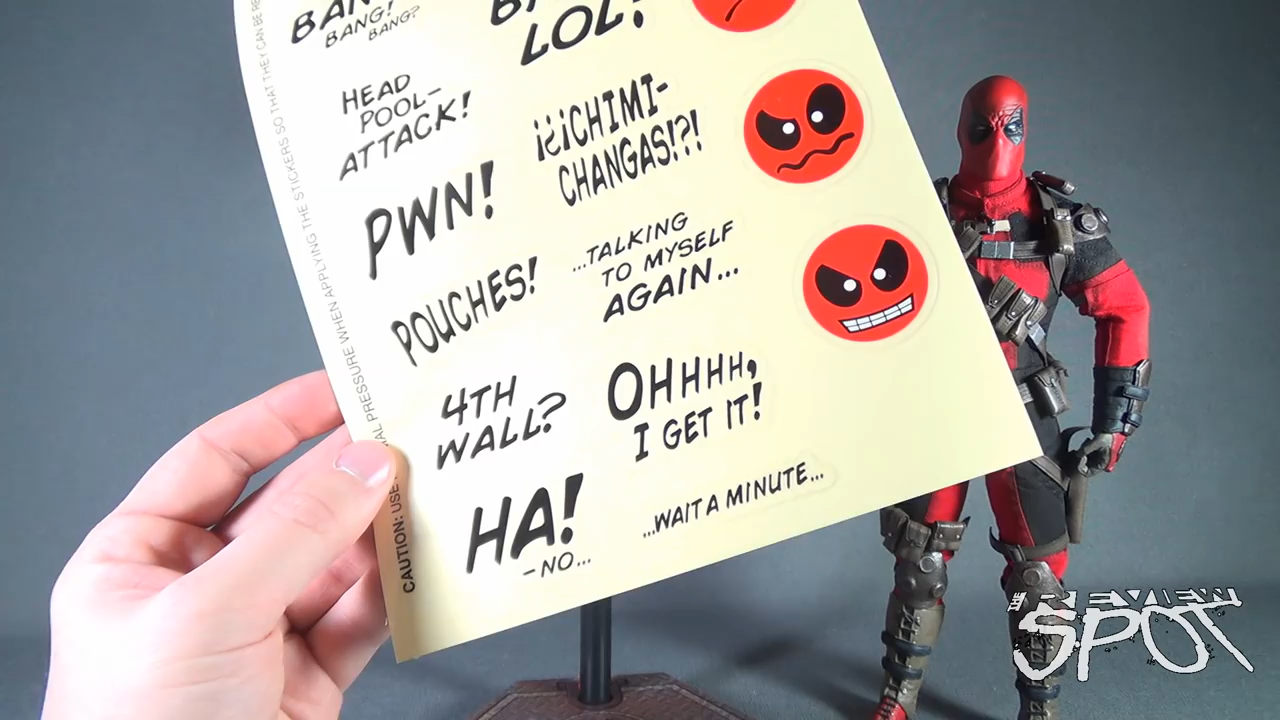 BANG!
BANG?
LOL!
HEAD
POOL-
ATTACK!
¡¿¡CHIMI-
CHANGAS!?!
PWN!
...TALKING
TO MYSELF
AGAIN...
POUCHES!
4TH
WALL?
OHHHH,
I GET IT!
HA!
-NO...
...WAIT A MINUTE...
CAUTION: USE
PRESSURE WHEN APPLYING THE STICKERS SO THAT THEY CAN BE
THE REVIEW
SPOT